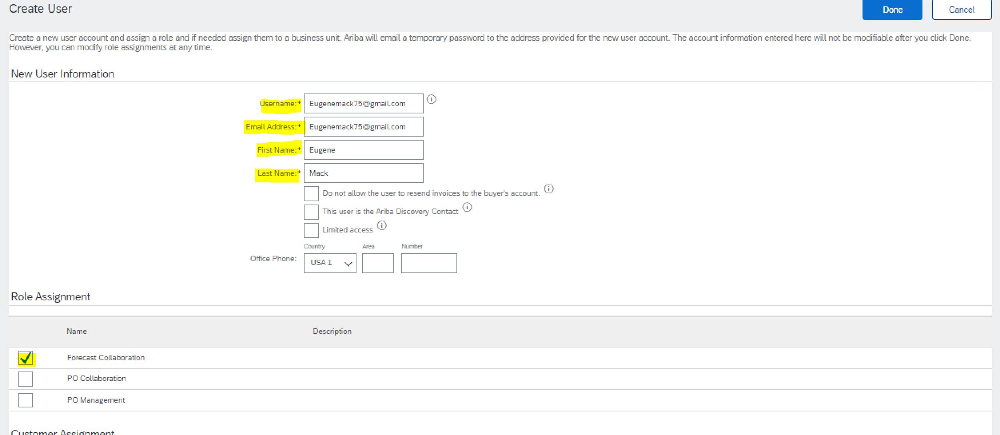 Create User
Done
Cancel
Create a new user account and assign a role and if needed assign them to a business unit. Ariba will email a temporary password to the address provided for the new user account. The account information entered here will not be modifiable after you click Done.
However, you can modify role assignments at any time.
New User Information
Username:* Eugenemack75@gmail.com
Email Address:* Eugenemack75@gmail.com
First Name:* Eugene
Last Name:* Mack
Do not allow the user to resend invoices to the buyer's account.
This user is the Ariba Discovery Contact
Limited access
Country Area Number
Office Phone: USA 1
Role Assignment
Name Description
Forecast Collaboration
PO Collaboration
PO Management
Customer Assignment